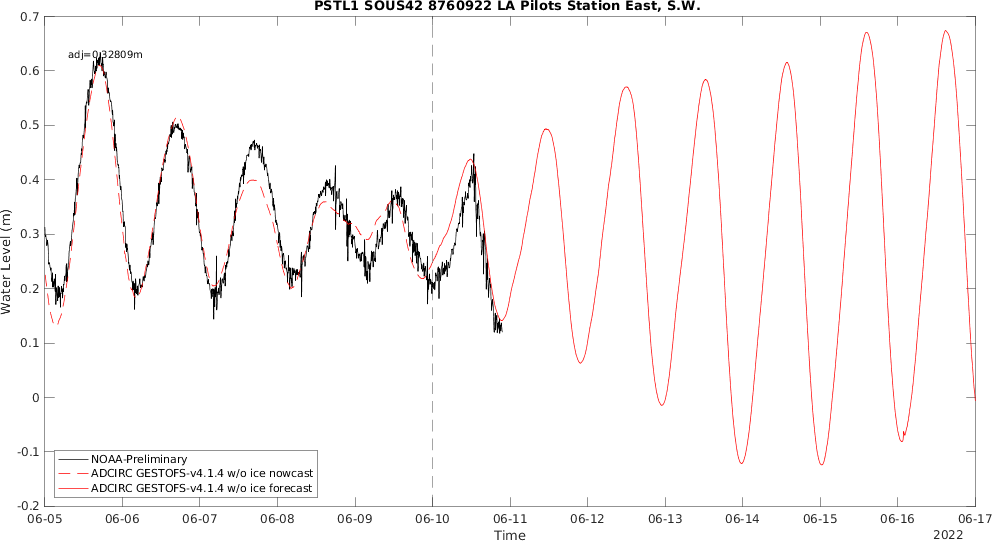 PSTL1 SOUS42 8760922 LA Pilots Station East, S.W.
adj=0.32809m
Water Level (m)
0.7
0.6
0.5
0.4
0.3
0.2
0.1
0
-0.1
-0.2
NOAA-Preliminary
ADCIRC GESTOFS-v4.1.4 w/o ice nowcast
ADCIRC GESTOFS-v4.1.4 w/o ice forecast
06-05 06-06 06-07 06-08 06-09 06-10 06-11 06-12 06-13 06-14 06-15 06-16 06-17
Time
2022